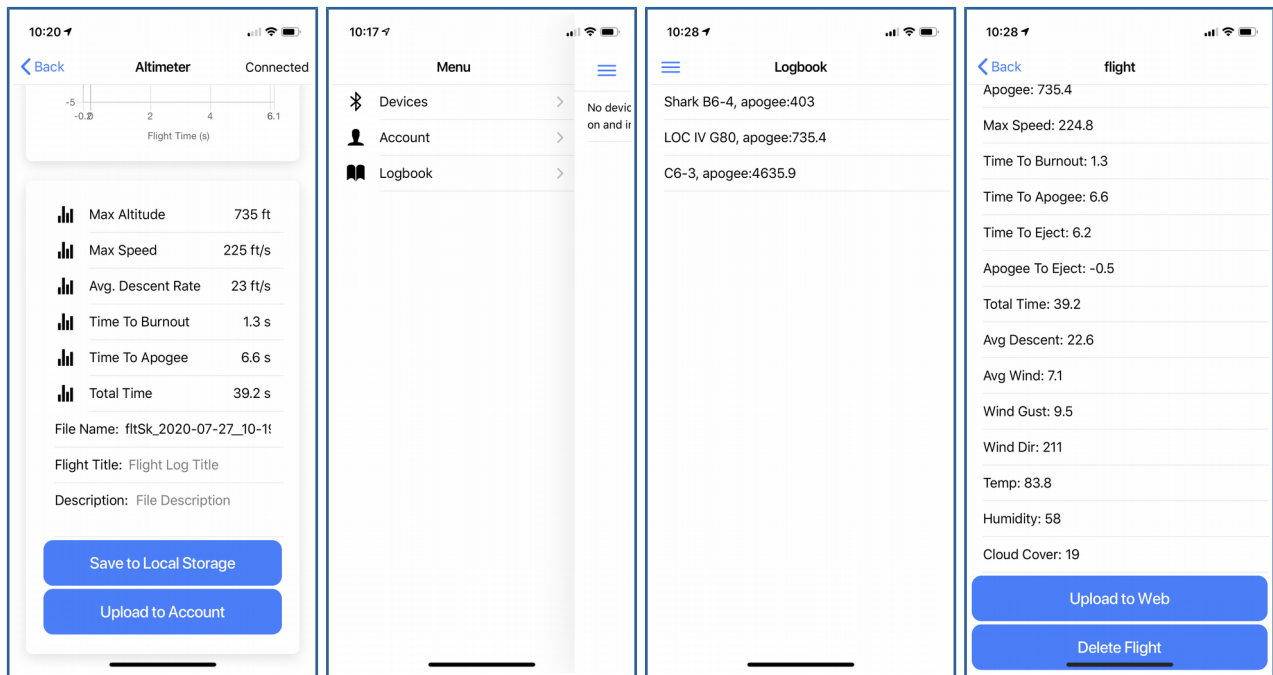 10:20
Back
Altimeter
Connected
-5
-0.20
2
4
6.1
Flight Time (s)
Max Altitude 735 ft
Max Speed 225 ft/s
Avg. Descent Rate 23 ft/s
Time To Burnout 1.3 s
Time To Apogee 6.6 s
Total Time 39.2 s
File Name: fltSk_2020-07-27__10-19
Flight Title: Flight Log Title
Description: File Description
Save to Local Storage
Upload to Account
10:17
Menu
Devices
Account
Logbook
No devic
on and ir
10:28
Logbook
Shark B6-4, apogee:403
LOC IV G80, apogee:735.4
C6-3, apogee:4635.9
10:28
Back
flight
Apogee: 735.4
Max Speed: 224.8
Time To Burnout: 1.3
Time To Apogee: 6.6
Time To Eject: 6.2
Apogee To Eject: -0.5
Total Time: 39.2
Avg Descent: 22.6
Avg Wind: 7.1
Wind Gust: 9.5
Wind Dir: 211
Temp: 83.8
Humidity: 58
Cloud Cover: 19
Upload to Web
Delete Flight